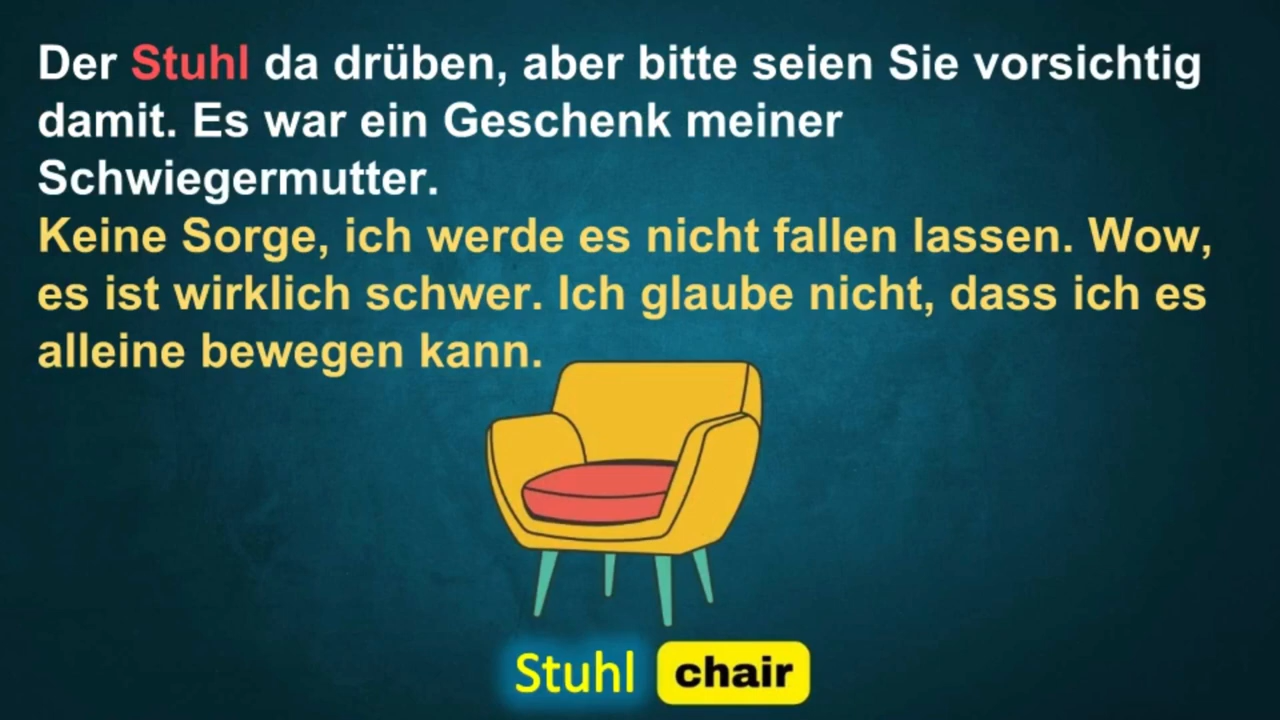 Der Stuhl da drüben, aber bitte seien Sie vorsichtig
damit. Es war ein Geschenk meiner
Schwiegermutter.
Keine Sorge, ich werde es nicht fallen lassen. Wow,
es ist wirklich schwer. Ich glaube nicht, dass ich es
alleine bewegen kann.
Stuhl chair